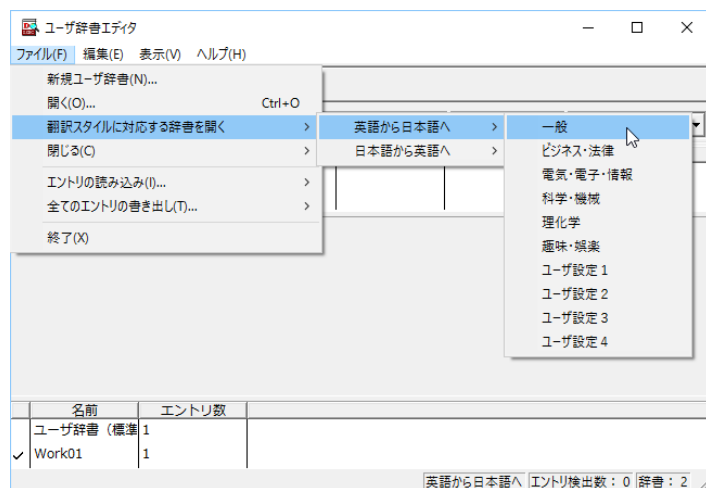 ユーザ辞書エディタ
ファイル(F) 編集(E) 表示(V) ヘルプ(H)
新規ユーザ辞書(N)...
開く(O)... Ctrl+O
翻訳スタイルに対応する辞書を開く
閉じる(C)
エントリの読み込み(I)...
全てのエントリの書き出し(T)...
終了(X)
英語から日本語へ
日本語から英語へ
一般
ビジネス・法律
電気・電子・情報
科学・機械
理化学
趣味・娯楽
ユーザ設定 1
ユーザ設定 2
ユーザ設定 3
ユーザ設定 4
名前 エントリ数
ユーザ辞書（標準 1
Work01 1
英語から日本語へ エントリ検出数： 0 辞書： 2